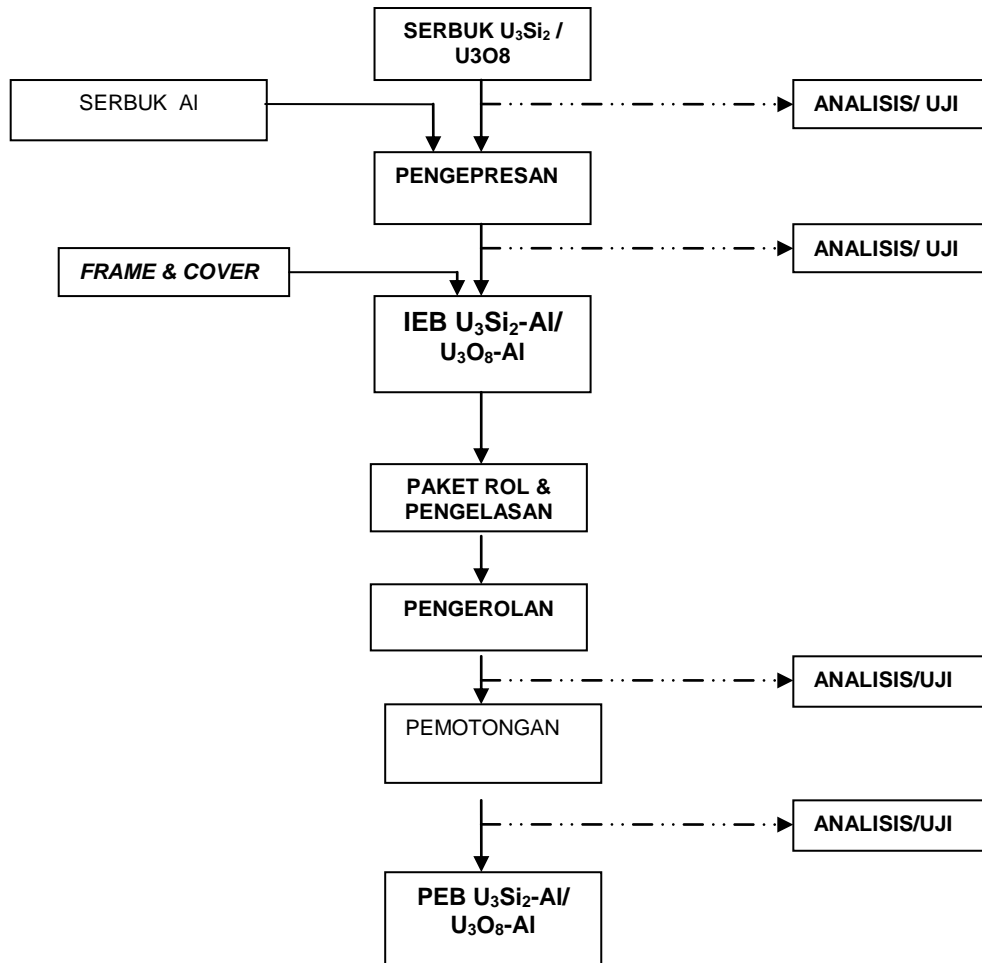 SERBUK U₃Si₂ /
U3O8
SERBUK Al
ANALISIS/ UJI
PENGEPRESAN
ANALISIS/ UJI
FRAME & COVER
IEB U₃Si₂-Al/
U₃O₈-Al
PAKET ROL &
PENGELASAN
PENGEROLAN
ANALISIS/UJI
PEMOTONGAN
ANALISIS/UJI
PEB U₃Si₂-Al/
U₃O₈-Al